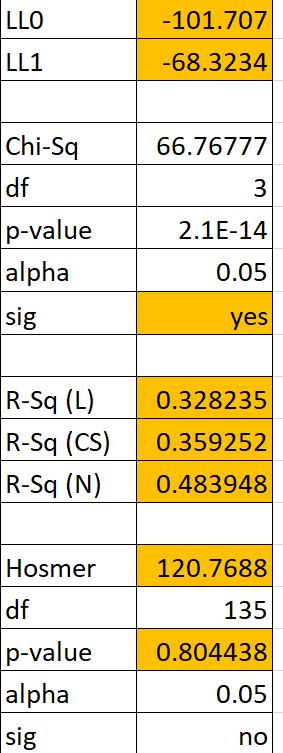 LL0 -101.707
LL1 -68.3234
Chi-Sq 66.76777
df 3
p-value 2.1E-14
alpha 0.05
sig yes
R-Sq (L) 0.328235
R-Sq (CS) 0.359252
R-Sq (N) 0.483948
Hosmer 120.7688
df 135
p-value 0.804438
alpha 0.05
sig no